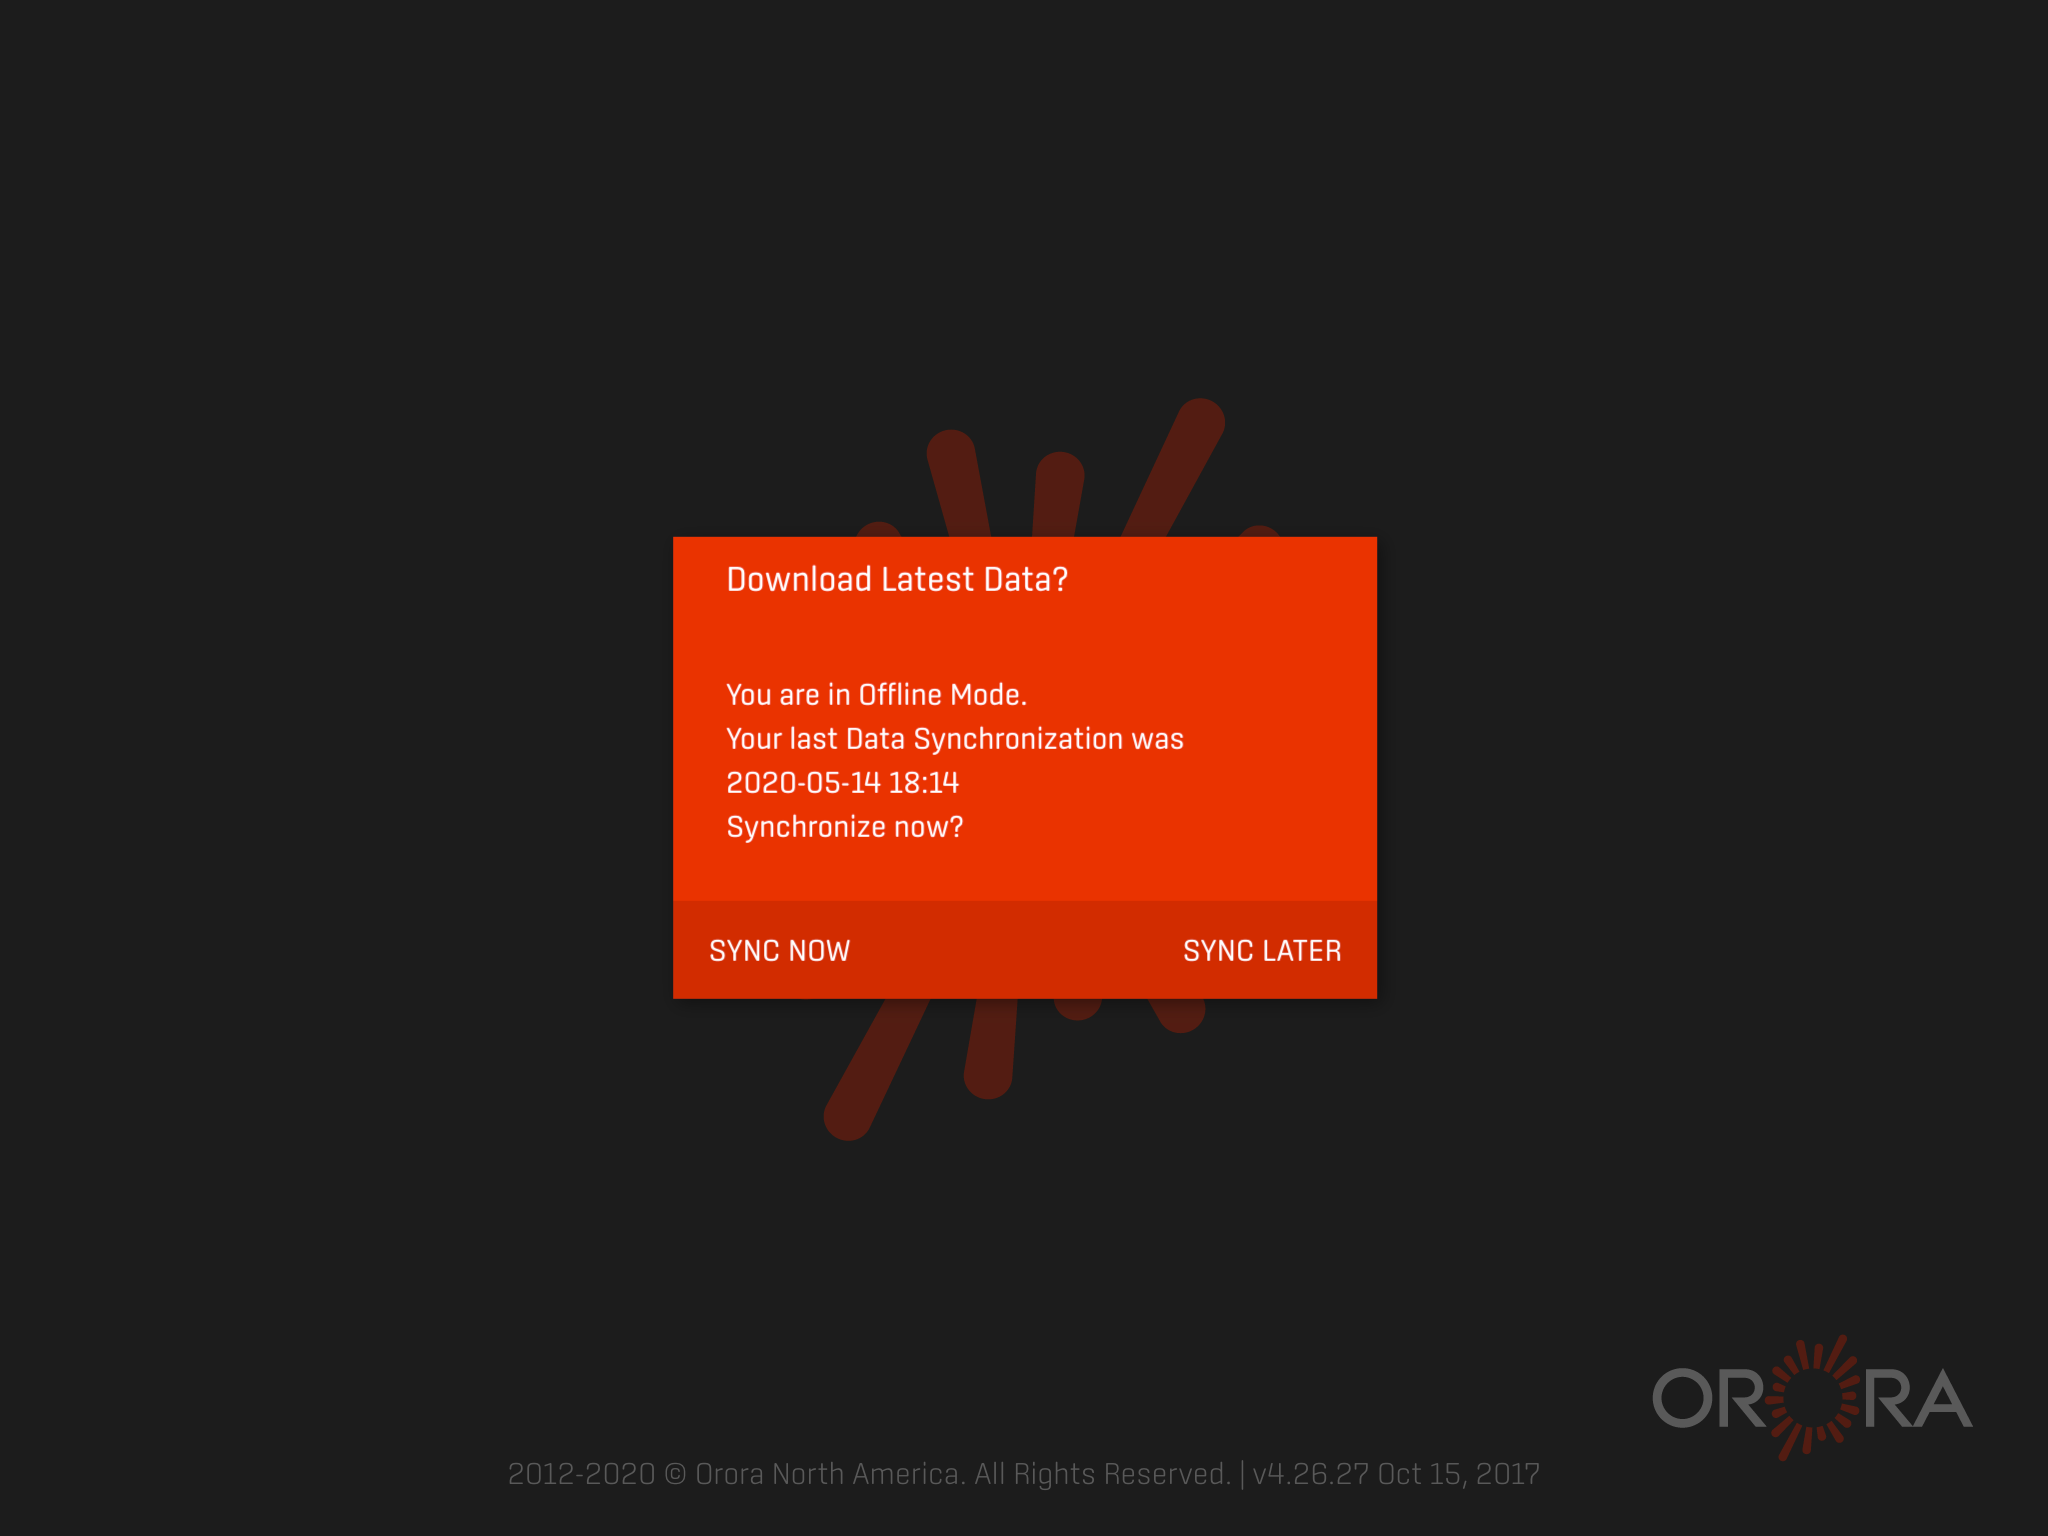 Download Latest Data?
You are in Offline Mode.
Your last Data Synchronization was
2020-05-14 18:14
Synchronize now?
SYNC NOW
SYNC LATER
ORORA
2012-2020 © Orora North America. All Rights Reserved. | v4.26.27 Oct 15, 2017